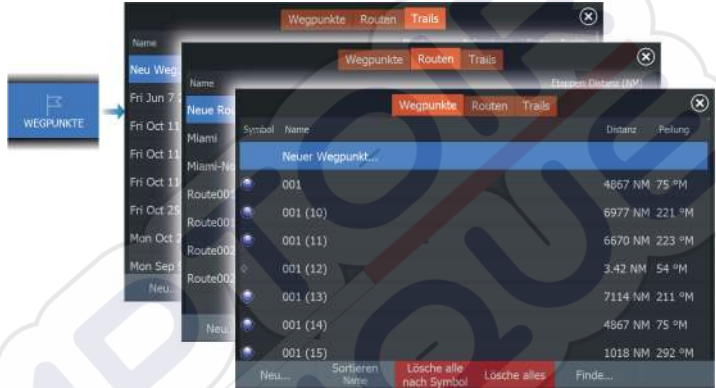 WEGPUNKTE
Wegpunkte Routen Trails
Name
Neu Weg
Fri Jun 7
Fri Oct 11
Fri Oct 11
Fri Oct 11
Fri Oct 25
Mon Oct
Mon Sep
Neu...
Wegpunkte Routen Trails
Name Etappen Distanz (NM)
Neue Rou
Miami
Miami-No
Route001
Route001
Route002
Route002
Neu
Wegpunkte Routen Trails
Symbol Name Distanz Peilung
Neuer Wegpunkt...
001 4867 NM 75 °M
001 (10) 6977 NM 221 °M
001 (11) 6670 NM 223 °M
001 (12) 3.42 NM 54 °M
001 (13) 7114 NM 211 °M
001 (14) 4867 NM 75 °M
001 (15) 1018 NM 292 °M
Neu... Sortieren Name Lösche alle nach Symbol Lösche alles Finde...